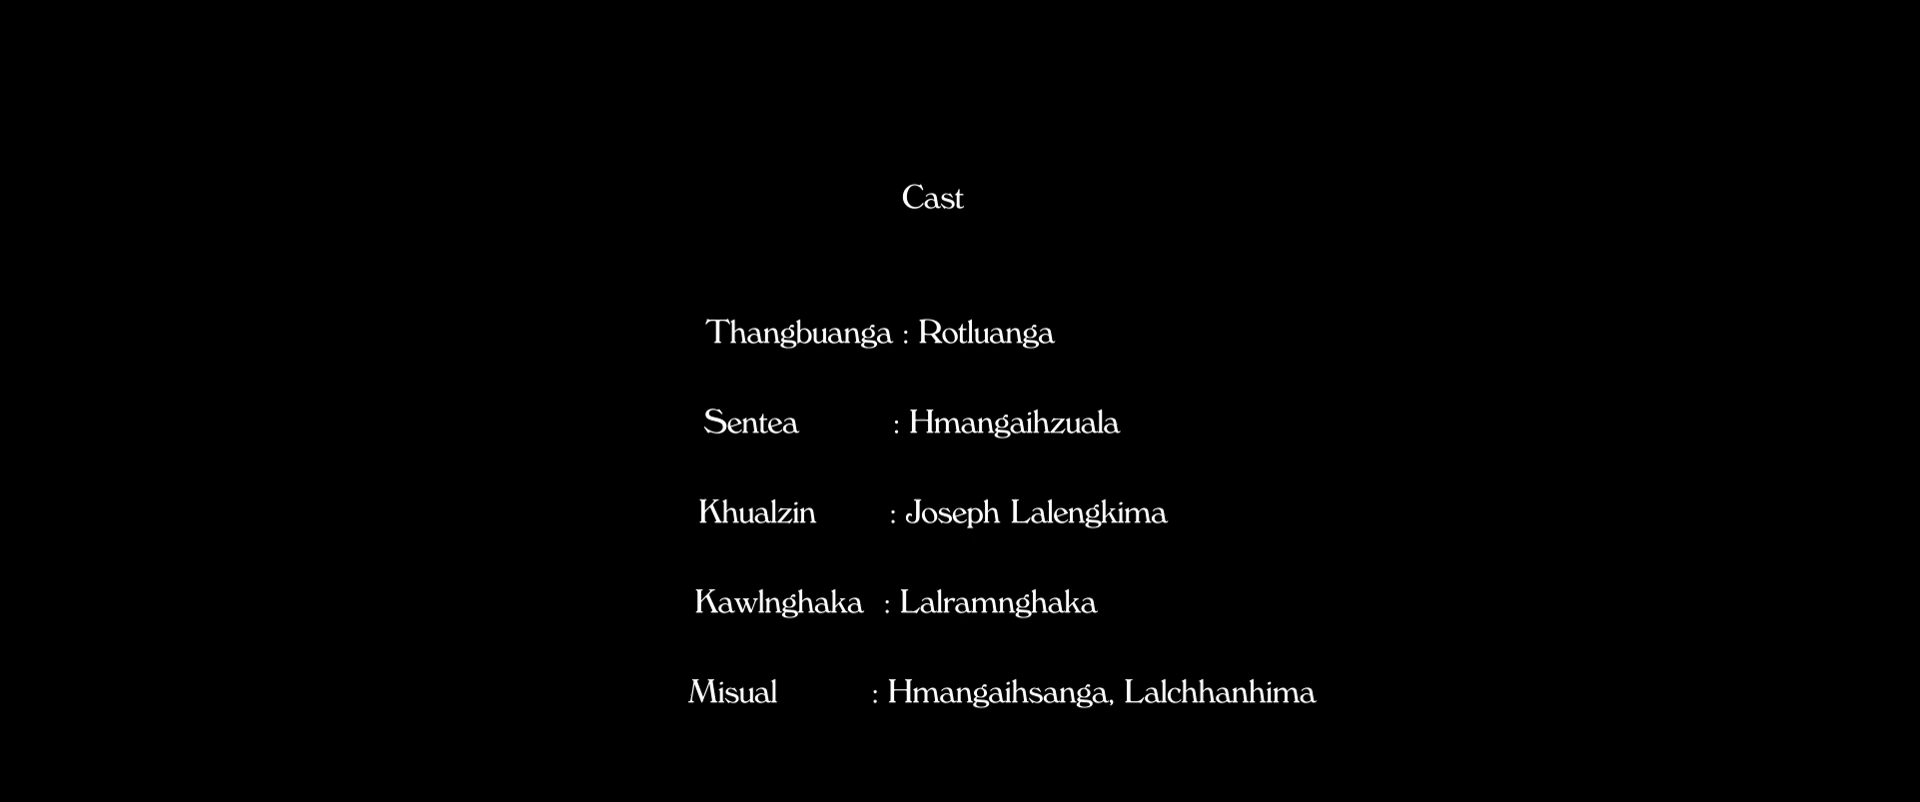 Cast
Thangbuanga : Rotluanga
Sentea : Hmangaihzuala
Khualzin : Joseph Lalengkima
Kawlnghaka : Lalramnghaka
Misual : Hmangaihsanga, Lalchhanhima